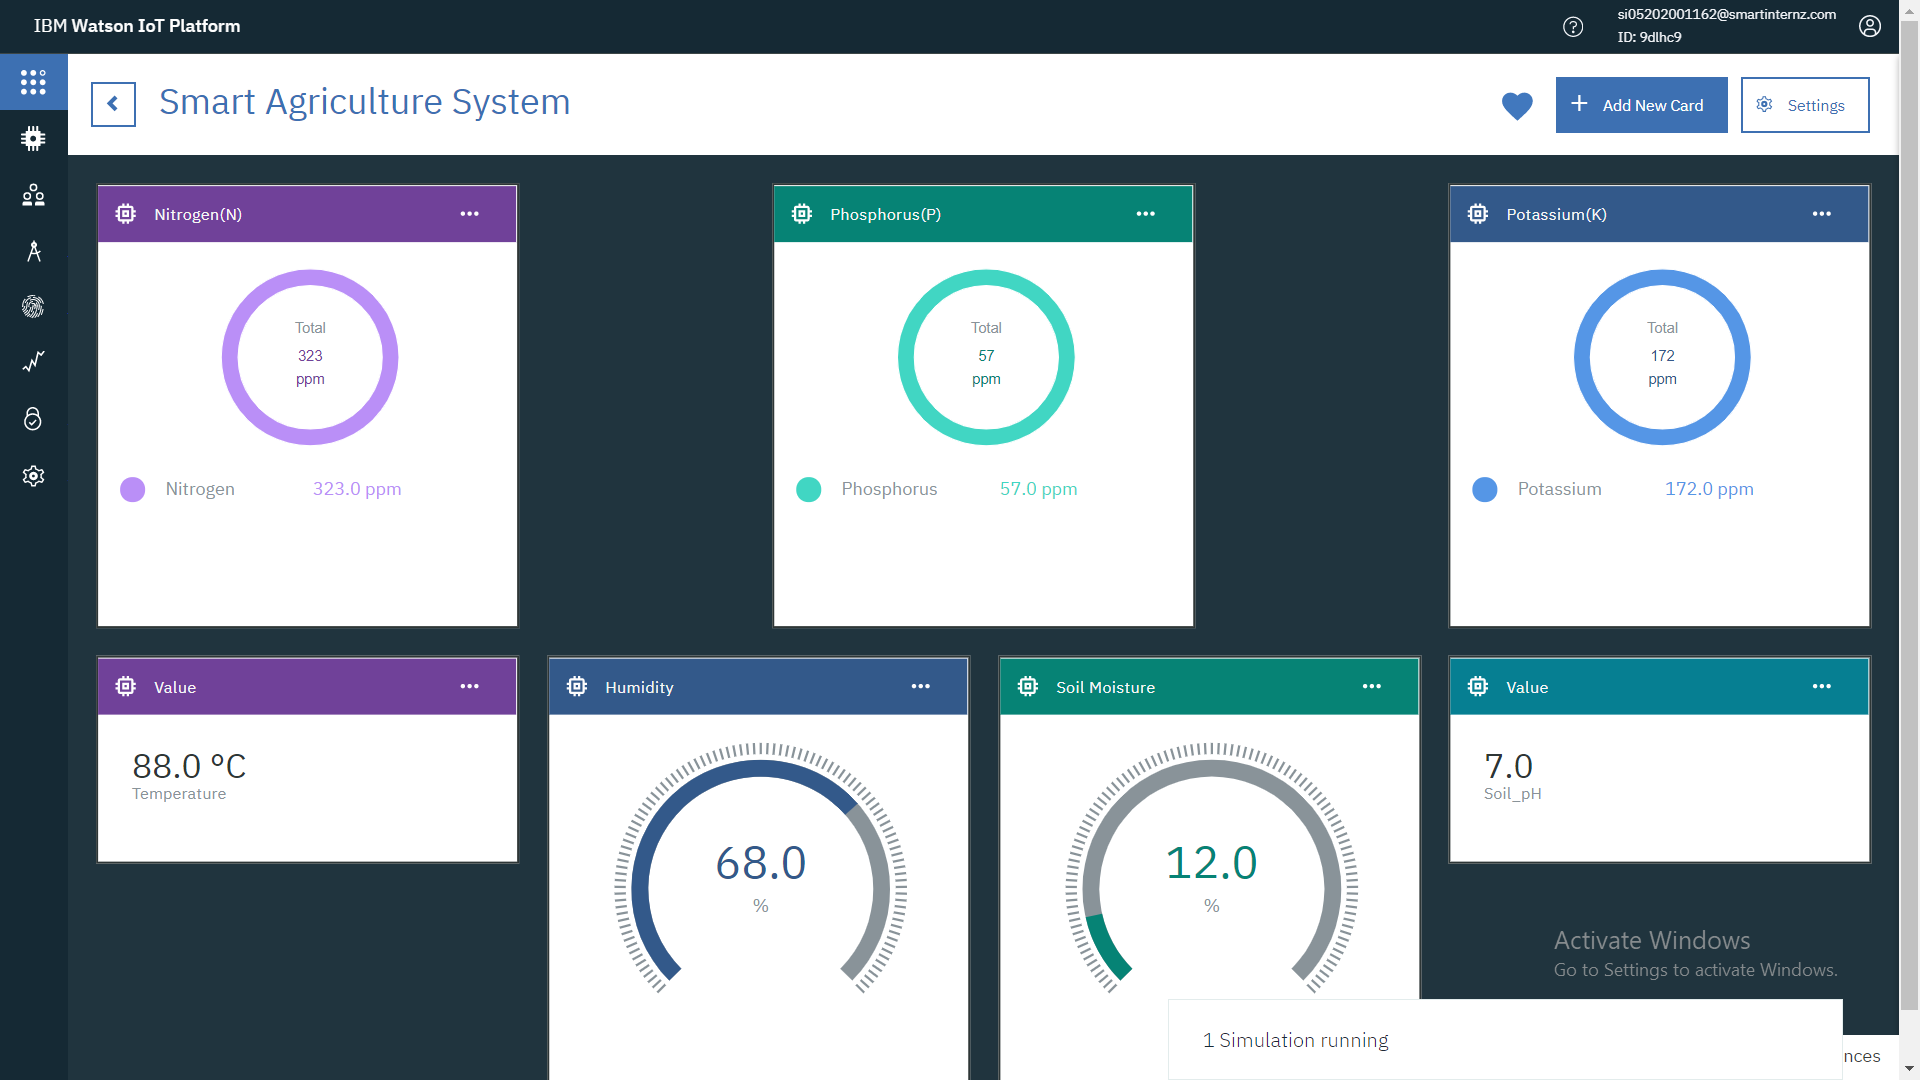 IBM Watson IoT Platform
si05202001162@smartinternz.com
ID: 9dlhc9
Smart Agriculture System
Add New Card
Settings
Nitrogen(N)
Total
323
ppm
Nitrogen 323.0 ppm
Phosphorus(P)
Total
57
ppm
Phosphorus 57.0 ppm
Potassium(K)
Total
172
ppm
Potassium 172.0 ppm
Value
88.0 °C
Temperature
Humidity
68.0
%
Soil Moisture
12.0
%
Value
7.0
Soil_pH
Activate Windows
Go to Settings to activate Windows.
1 Simulation running
nces